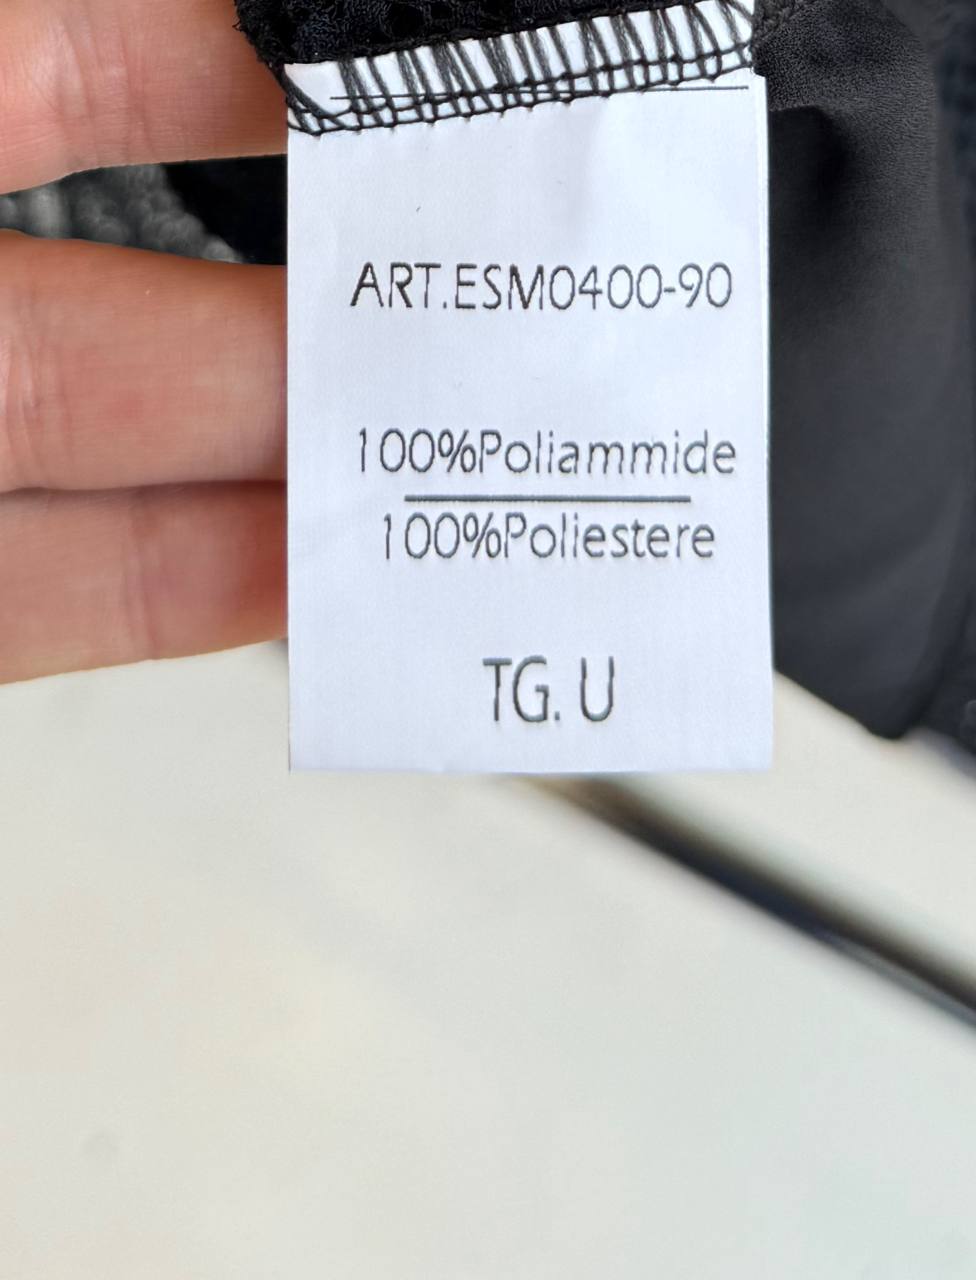 ART.ESM0400-90
100%Poliammide
100%Poliestere
TG. U